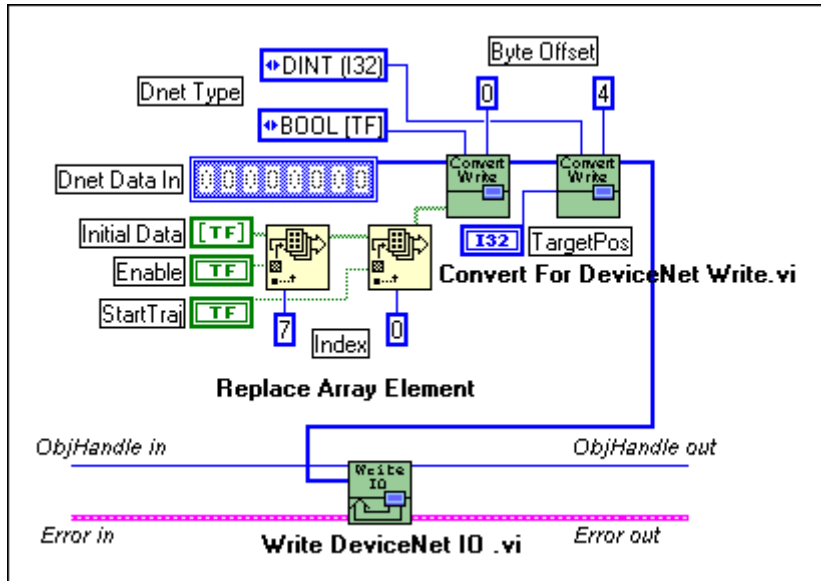 Byte Offset
DINT (I32)
Dnet Type
0
4
BOOL [TF]
Convert Write
Convert Write
Dnet Data In
0 0 0 0 0 0 0 0
Initial Data
[TF]
I32
TargetPos
Enable
TF
Convert For DeviceNet Write.vi
StartTraj
TF
7
Index
0
Replace Array Element
ObjHandle in
ObjHandle out
Write IO
Error in
Write DeviceNet IO .vi
Error out